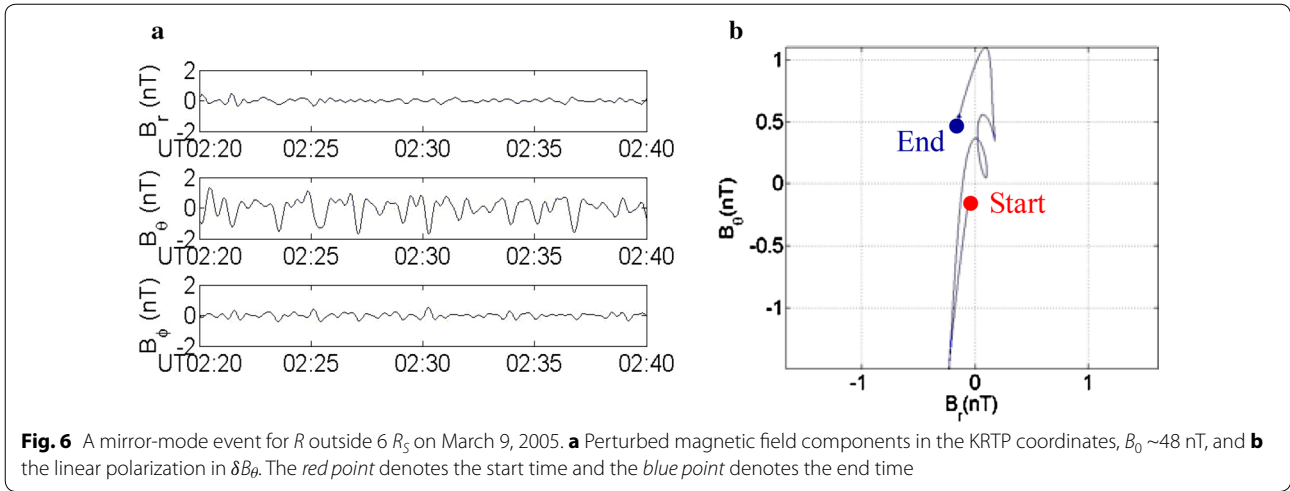 a
2
0
-2
B_r (nT)
UT02:20 02:25 02:30 02:35 02:40
2
0
-2
B_θ (nT)
UT02:20 02:25 02:30 02:35 02:40
2
0
-2
B_ϕ (nT)
UT02:20 02:25 02:30 02:35 02:40
b
1
0.5
0
-0.5
-1
B_θ(nT)
End
Start
-1 0 1
B_r(nT)
Fig. 6 A mirror-mode event for R outside 6 R_S on March 9, 2005. a Perturbed magnetic field components in the KRTP coordinates, B_0 ~48 nT, and b
the linear polarization in δB_θ. The red point denotes the start time and the blue point denotes the end time